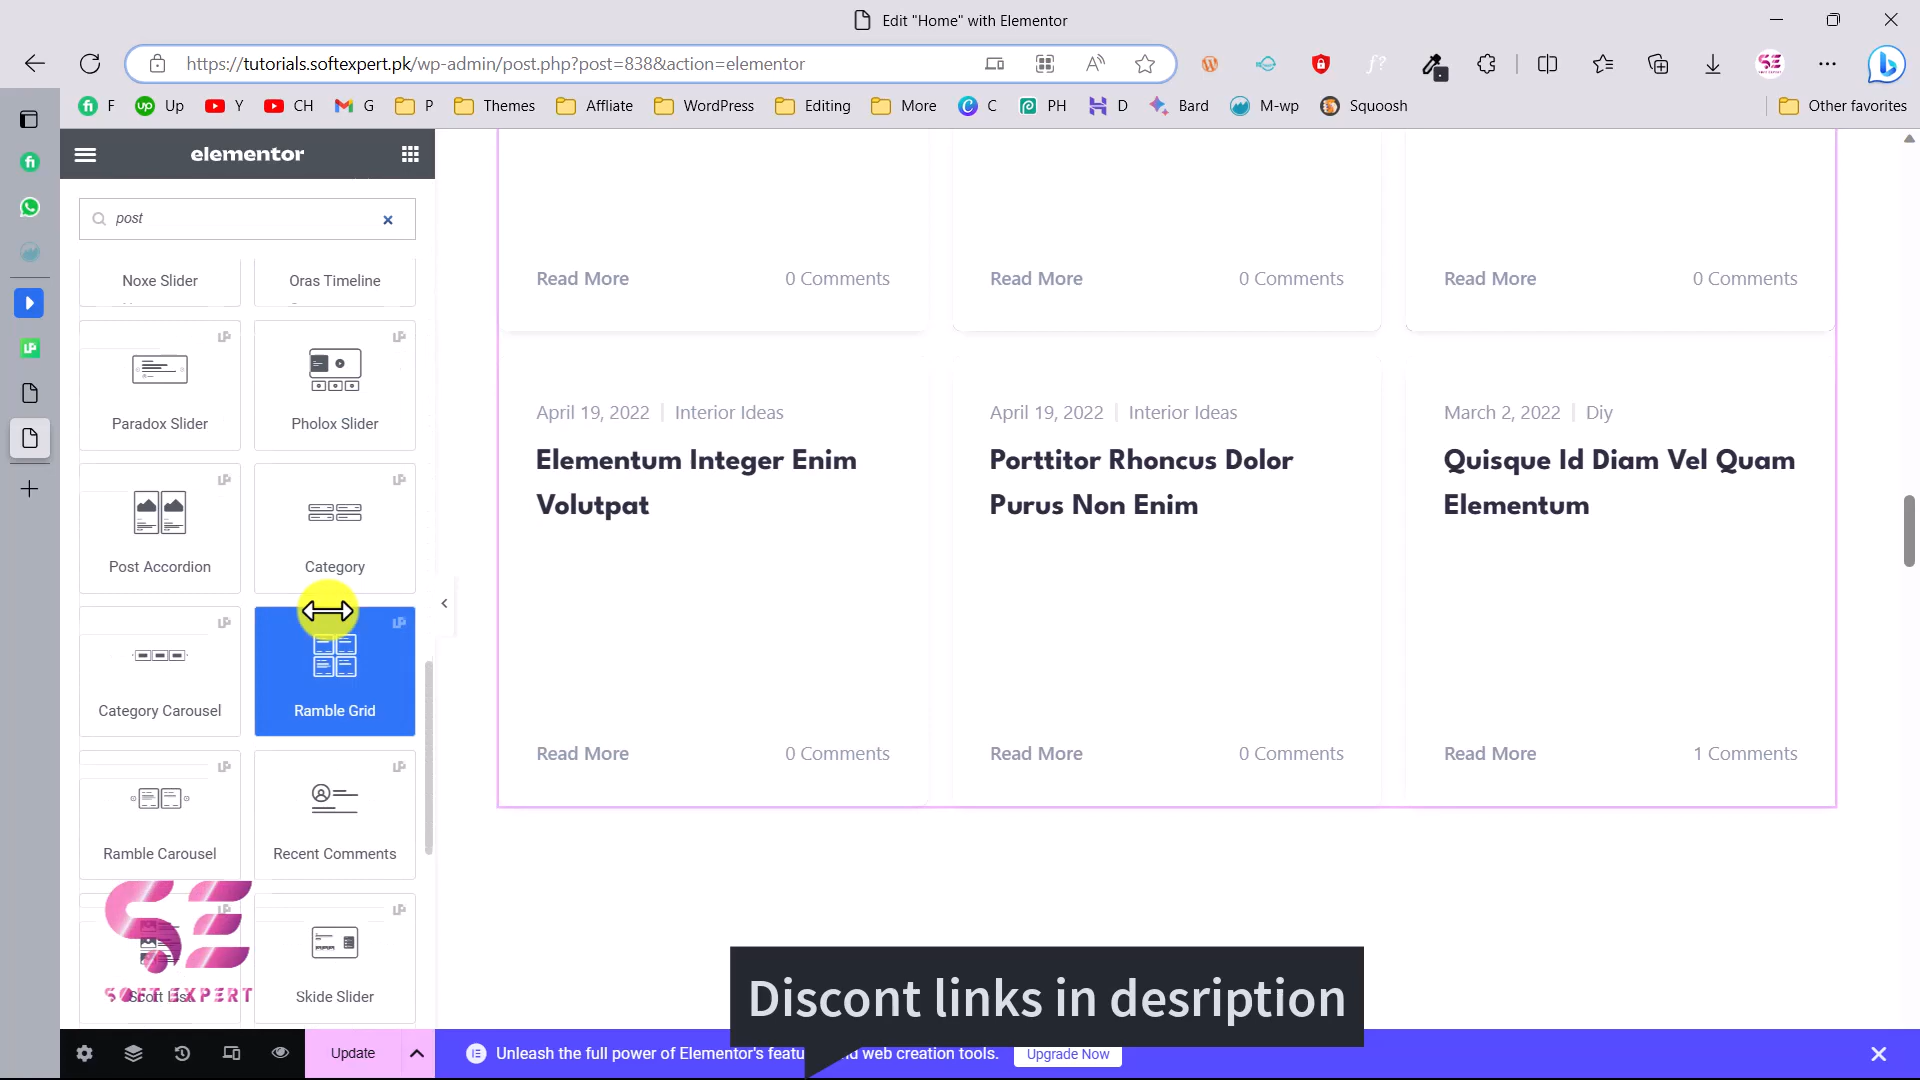 Edit "Home" with Elementor
https://tutorials.softexpert.pk/wp-admin/post.php?post=838&action=elementor
F Up Y CH G P Themes Affliate WordPress Editing More C PH D Bard M-wp Squoosh Other favorites
elementor
post
Noxe Slider Oras Timeline
Paradox Slider Pholox Slider
Post Accordion Category
Category Carousel Ramble Grid
Ramble Carousel Recent Comments
Skide Slider
SOFT EXPERT
Update
Read More 0 Comments Read More 0 Comments Read More 0 Comments
April 19, 2022 Interior Ideas
Elementum Integer Enim
Volutpat
Read More 0 Comments
April 19, 2022 Interior Ideas
Porttitor Rhoncus Dolor
Purus Non Enim
Read More 0 Comments
March 2, 2022 Diy
Quisque Id Diam Vel Quam
Elementum
Read More 1 Comments
Discont links in desription
Unleash the full power of Elementor's web creation tools. Upgrade Now